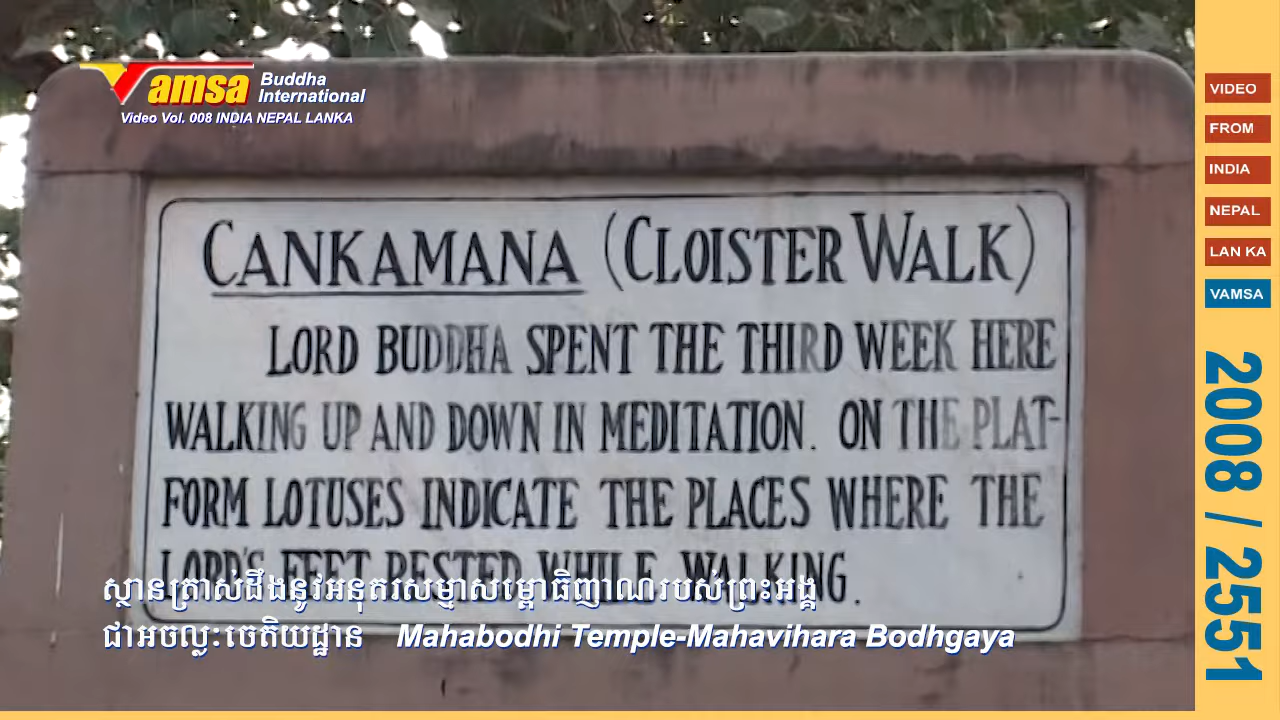 Vamsa Buddha
International
Video Vol. 008 INDIA NEPAL LANKA
CANKAMANA (CLOISTER WALK)
LORD BUDDHA SPENT THE THIRD WEEK HERE
WALKING UP AND DOWN IN MEDITATION. ON THE PLAT-
FORM LOTUSES INDICATE THE PLACES WHERE THE
LORD'S FEET RESTED WHILE WALKING.
ស្ថានត្រាស់ដឹងនូវអនុត្តរសម្មាសម្ពោធិញាណរបស់ព្រះអង្គ
ជាអចល្លៈចេតិយដ្ឋាន Mahabodhi Temple-Mahavihara Bodhgaya
VIDEO
FROM
INDIA
NEPAL
LAN KA
VAMSA
2008 / 2551